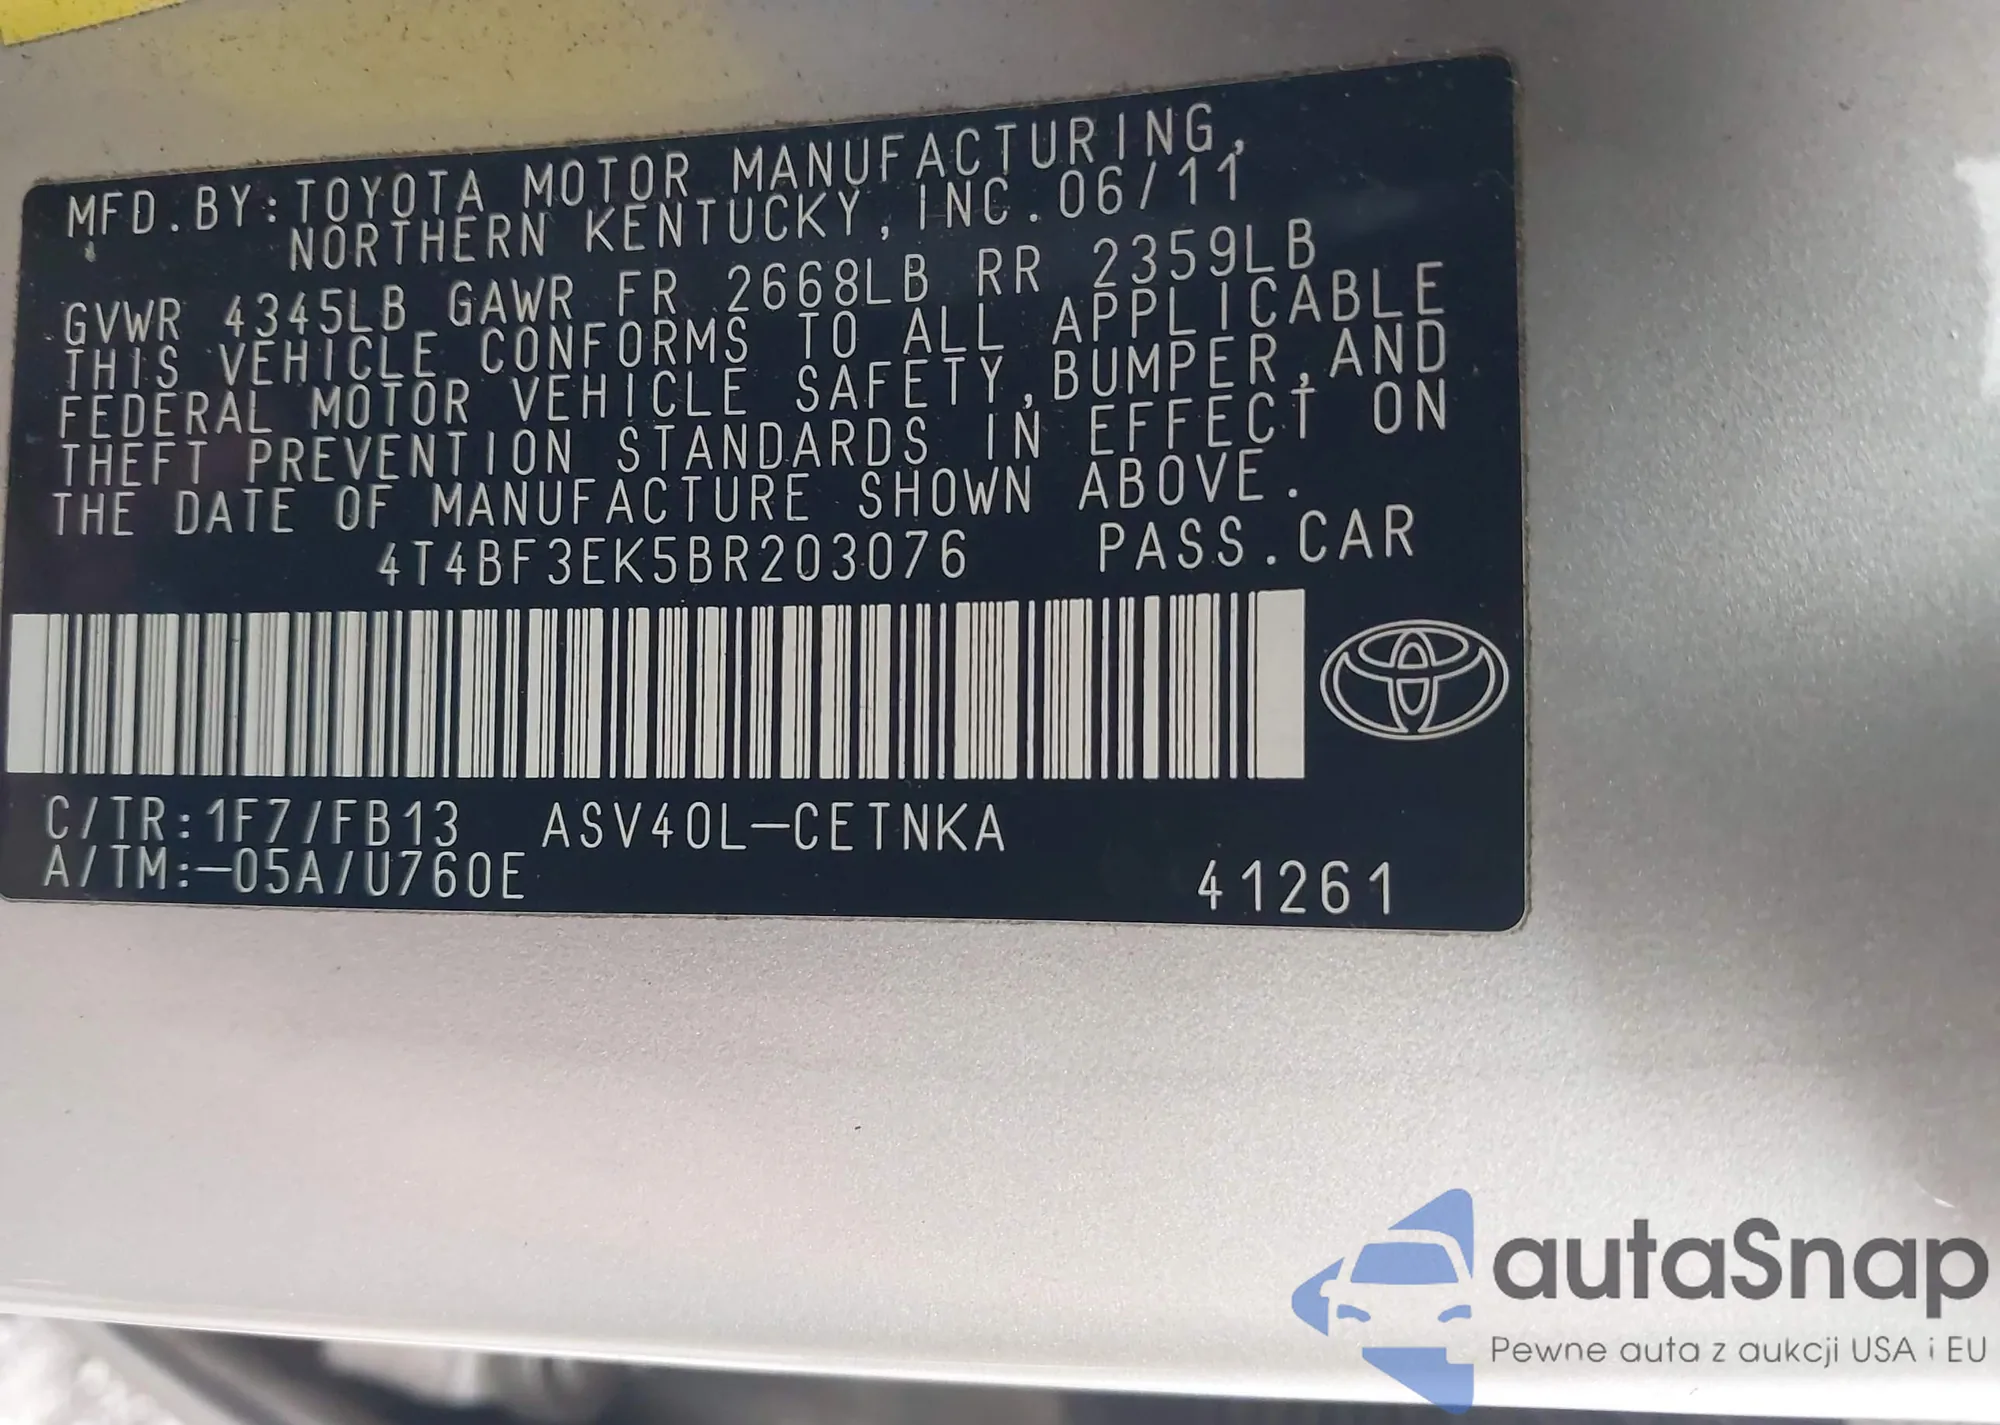 MFD.BY:TOYOTA MOTOR MANUFACTURING,
NORTHERN KENTUCKY, INC.06/11
GVWR 4345LB GAWR FR 2668LB RR 2359LB
THIS VEHICLE CONFORMS TO ALL APPLICABLE
FEDERAL MOTOR VEHICLE SAFETY,BUMPER,AND
THEFT PREVENTION STANDARDS IN EFFECT ON
THE DATE OF MANUFACTURE SHOWN ABOVE.
4T4BF3EK5BR203076 PASS.CAR
C/TR:1F7/FB13 ASV40L-CETNKA
A/TM:-05A/U760E 41261
autaSnap
Pewne auta z aukcji USA i EU